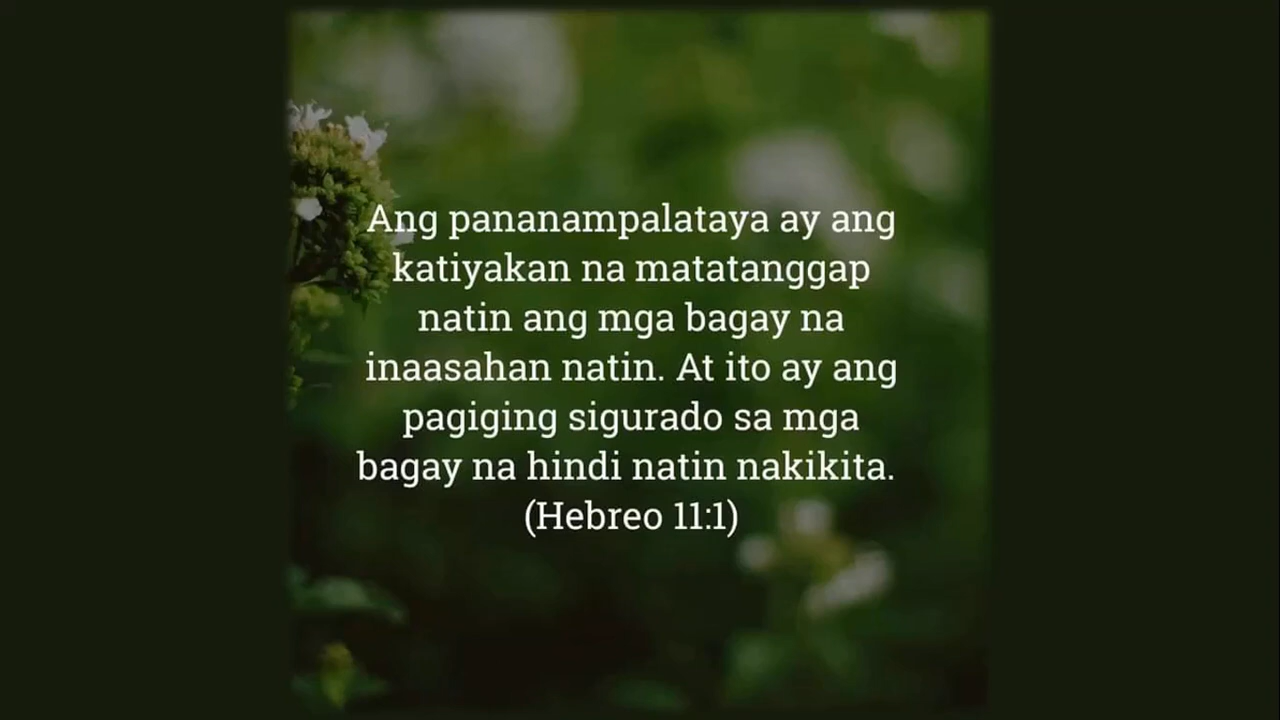 Ang pananampalataya ay ang
katiyakan na matatanggap
natin ang mga bagay na
inaasahan natin. At ito ay ang
pagiging sigurado sa mga
bagay na hindi natin nakikita.
(Hebreo 11:1)